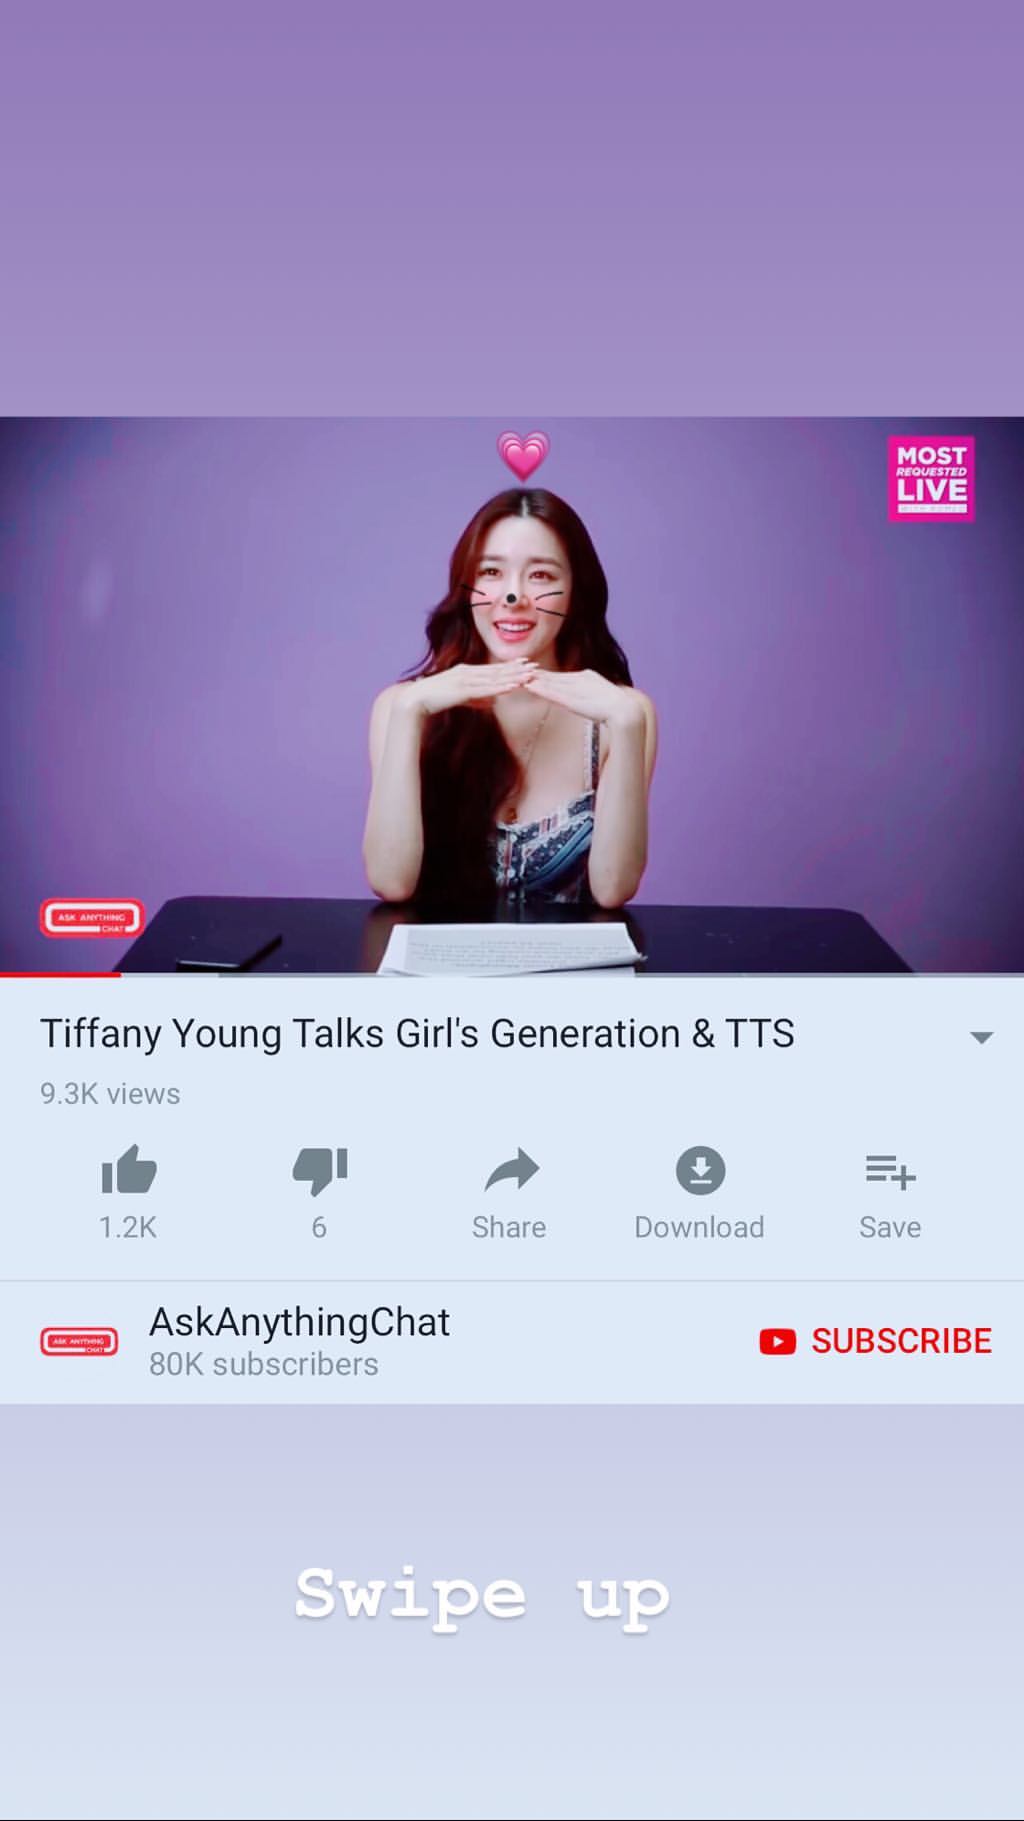 MOST
REQUESTED
LIVE
ASK ANYTHING
CHAT
Tiffany Young Talks Girl's Generation & TTS
9.3K views
1.2K
6
Share
Download
Save
ASK ANYTHING
CHAT
AskAnythingChat
80K subscribers
SUBSCRIBE
Swipe up